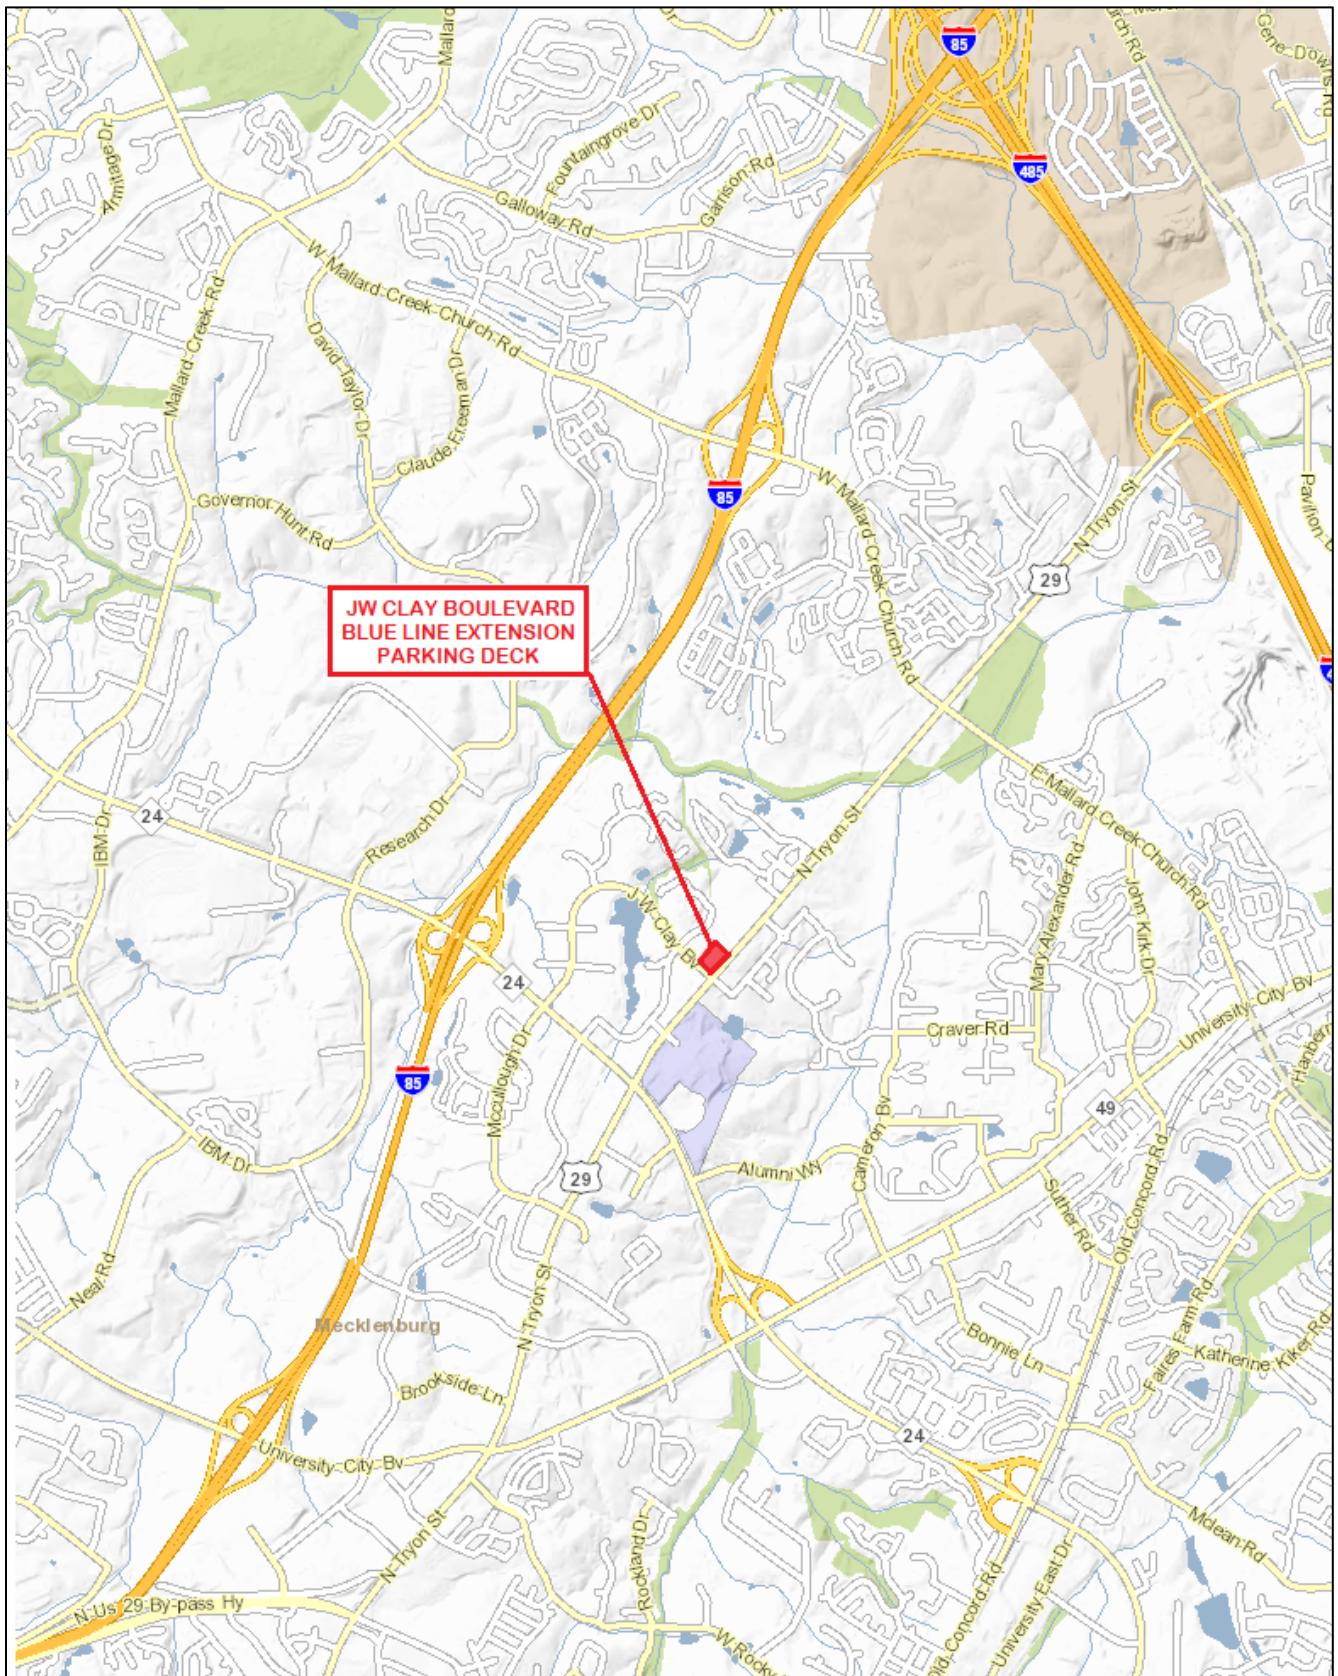 Mallard
urch Rd
Gene Downs Rd
85
Armitage Dr
Fountaingrove Dr
Garrison Rd
Galloway Rd
485
W Mallard Creek Church Rd
Mallard Creek Rd
David Taylor Dr
Claude Freeman Dr
Governor Hunt Rd
85
W Mallard Creek Church Rd
N Tryon St
29
Pavilion
JW CLAY BOULEVARD
BLUE LINE EXTENSION
PARKING DECK
24
IBM Dr
Research Dr
N Tryon St
E Mallard Creek Church Rd
J W Clay Bv
Mary Alexander Rd
John Kirk Dr
24
University City Bv
Craver Rd
Mccullough Dr
85
49
Cameron Bv
IBM Dr
29
Alumni Wy
Suther Rd
Old Concord Rd
Neal Rd
N Tryon St
Mecklenburg
Bonnie Ln
Faires Farm Rd
Katherine Kiker Rd
Brookside Ln
24
University City Bv
N Tryon St
Rockland Dr
Mclean Rd
N Us 29 By-pass Hy
W Rocky
Old Concord Rd
University East Dr